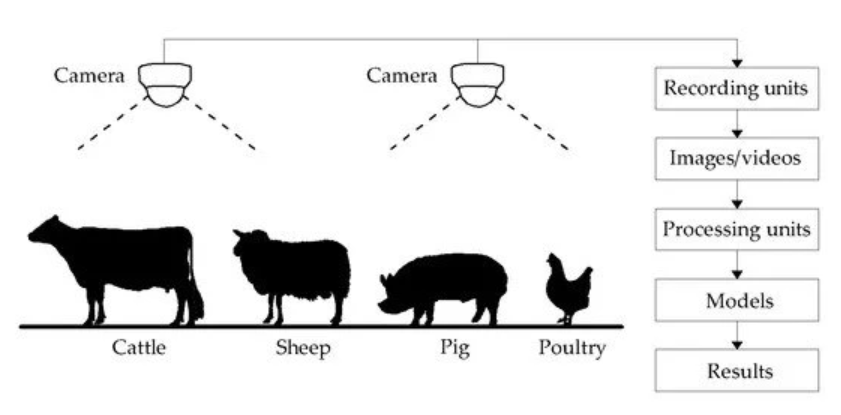 Camera
Camera
Recording units
Images/videos
Processing units
Models
Results
Cattle
Sheep
Pig
Poultry